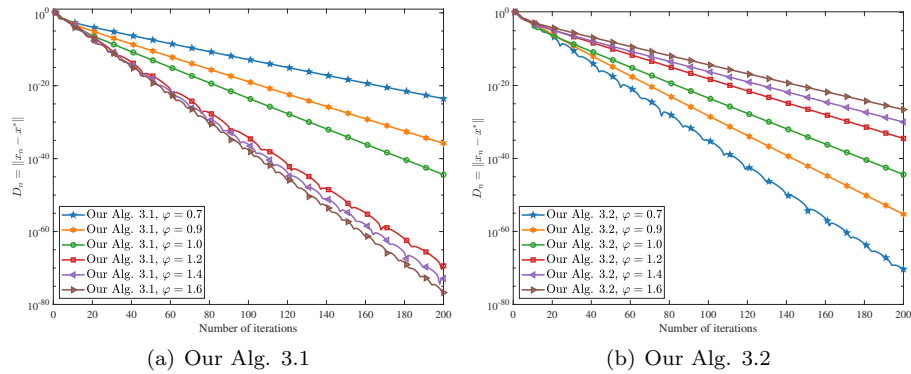 10^0
10^-20
10^-40
10^-60
10^-80
D_n = ‖x_n − x*‖
Our Alg. 3.1, φ = 0.7
Our Alg. 3.1, φ = 0.9
Our Alg. 3.1, φ = 1.0
Our Alg. 3.1, φ = 1.2
Our Alg. 3.1, φ = 1.4
Our Alg. 3.1, φ = 1.6
0 20 40 60 80 100 120 140 160 180 200
Number of iterations
(a) Our Alg. 3.1
10^0
10^-20
10^-40
10^-60
10^-80
D_n = ‖x_n − x*‖
Our Alg. 3.2, φ = 0.7
Our Alg. 3.2, φ = 0.9
Our Alg. 3.2, φ = 1.0
Our Alg. 3.2, φ = 1.2
Our Alg. 3.2, φ = 1.4
Our Alg. 3.2, φ = 1.6
0 20 40 60 80 100 120 140 160 180 200
Number of iterations
(b) Our Alg. 3.2